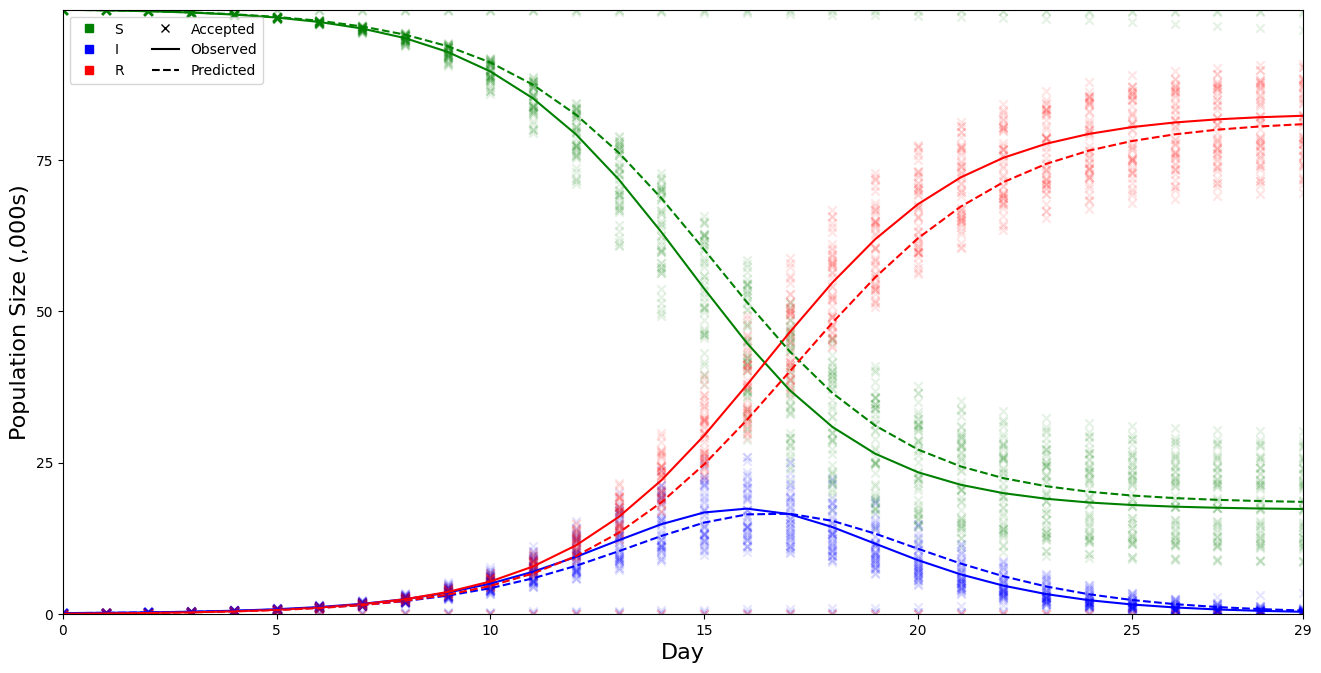 S Accepted
I Observed
R Predicted
Population Size (,000s)
75
50
25
0
0 5 10 15 20 25 29
Day